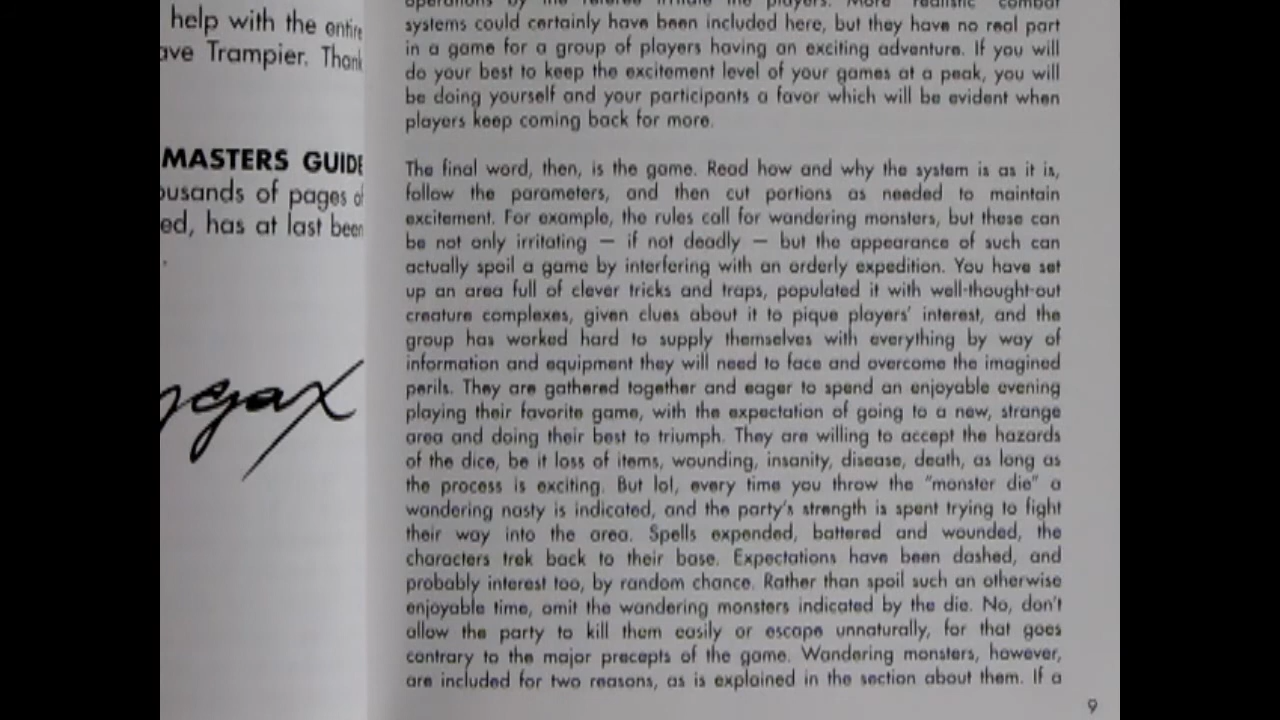 help with the entire
ave Trampier. Thank
MASTERS GUIDE
ousands of pages of
ed, has at last been
.
gax
operations by the referee irritate the players. More realistic combat
systems could certainly have been included here, but they have no real part
in a game for a group of players having an exciting adventure. If you will
do your best to keep the excitement level of your games at a peak, you will
be doing yourself and your participants a favor which will be evident when
players keep coming back for more.
The final word, then, is the game. Read how and why the system is as it is,
follow the parameters, and then cut portions as needed to maintain
excitement. For example, the rules call for wandering monsters, but these can
be not only irritating — if not deadly — but the appearance of such can
actually spoil a game by interfering with an orderly expedition. You have set
up an area full of clever tricks and traps, populated it with well-thought-out
creature complexes, given clues about it to pique players' interest, and the
group has worked hard to supply themselves with everything by way of
information and equipment they will need to face and overcome the imagined
perils. They are gathered together and eager to spend an enjoyable evening
playing their favorite game, with the expectation of going to a new, strange
area and doing their best to triumph. They are willing to accept the hazards
of the dice, be it loss of items, wounding, insanity, disease, death, as long as
the process is exciting. But lo!, every time you throw the "monster die" a
wandering nasty is indicated, and the party's strength is spent trying to fight
their way into the area. Spells expended, battered and wounded, the
characters trek back to their base. Expectations have been dashed, and
probably interest too, by random chance. Rather than spoil such an otherwise
enjoyable time, omit the wandering monsters indicated by the die. No, don't
allow the party to kill them easily or escape unnaturally, for that goes
contrary to the major precepts of the game. Wandering monsters, however,
are included for two reasons, as is explained in the section about them. If a
9